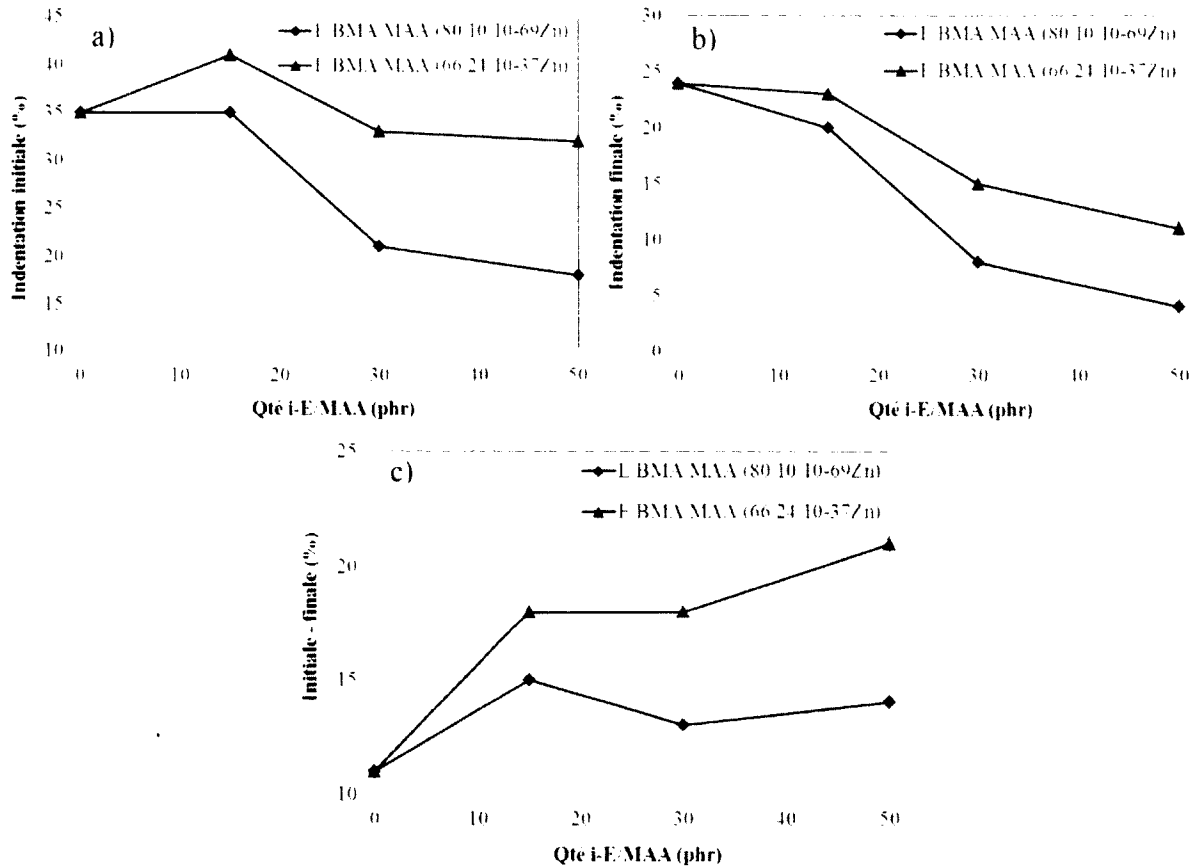 a)
BMA MAA (80 10 10-69Zn)
BMA MAA (66 24 10-37Zn)
Indentation initiale (%)
45
40
35
30
25
20
15
10
0 10 20 30 40 50
Qté i-E/MAA (phr)
b)
BMA MAA (80 10 10-69Zn)
BMA MAA (66 24 10-37Zn)
Indentation finale (%)
30
25
20
15
10
5
0
0 10 20 30 40 50
Qté i-E/MAA (phr)
c)
BMA MAA (80 10 10-69Zn)
BMA MAA (66 24 10-37Zn)
Initiale - finale (%)
25
20
15
10
0 10 20 30 40 50
Qté i-E/MAA (phr)